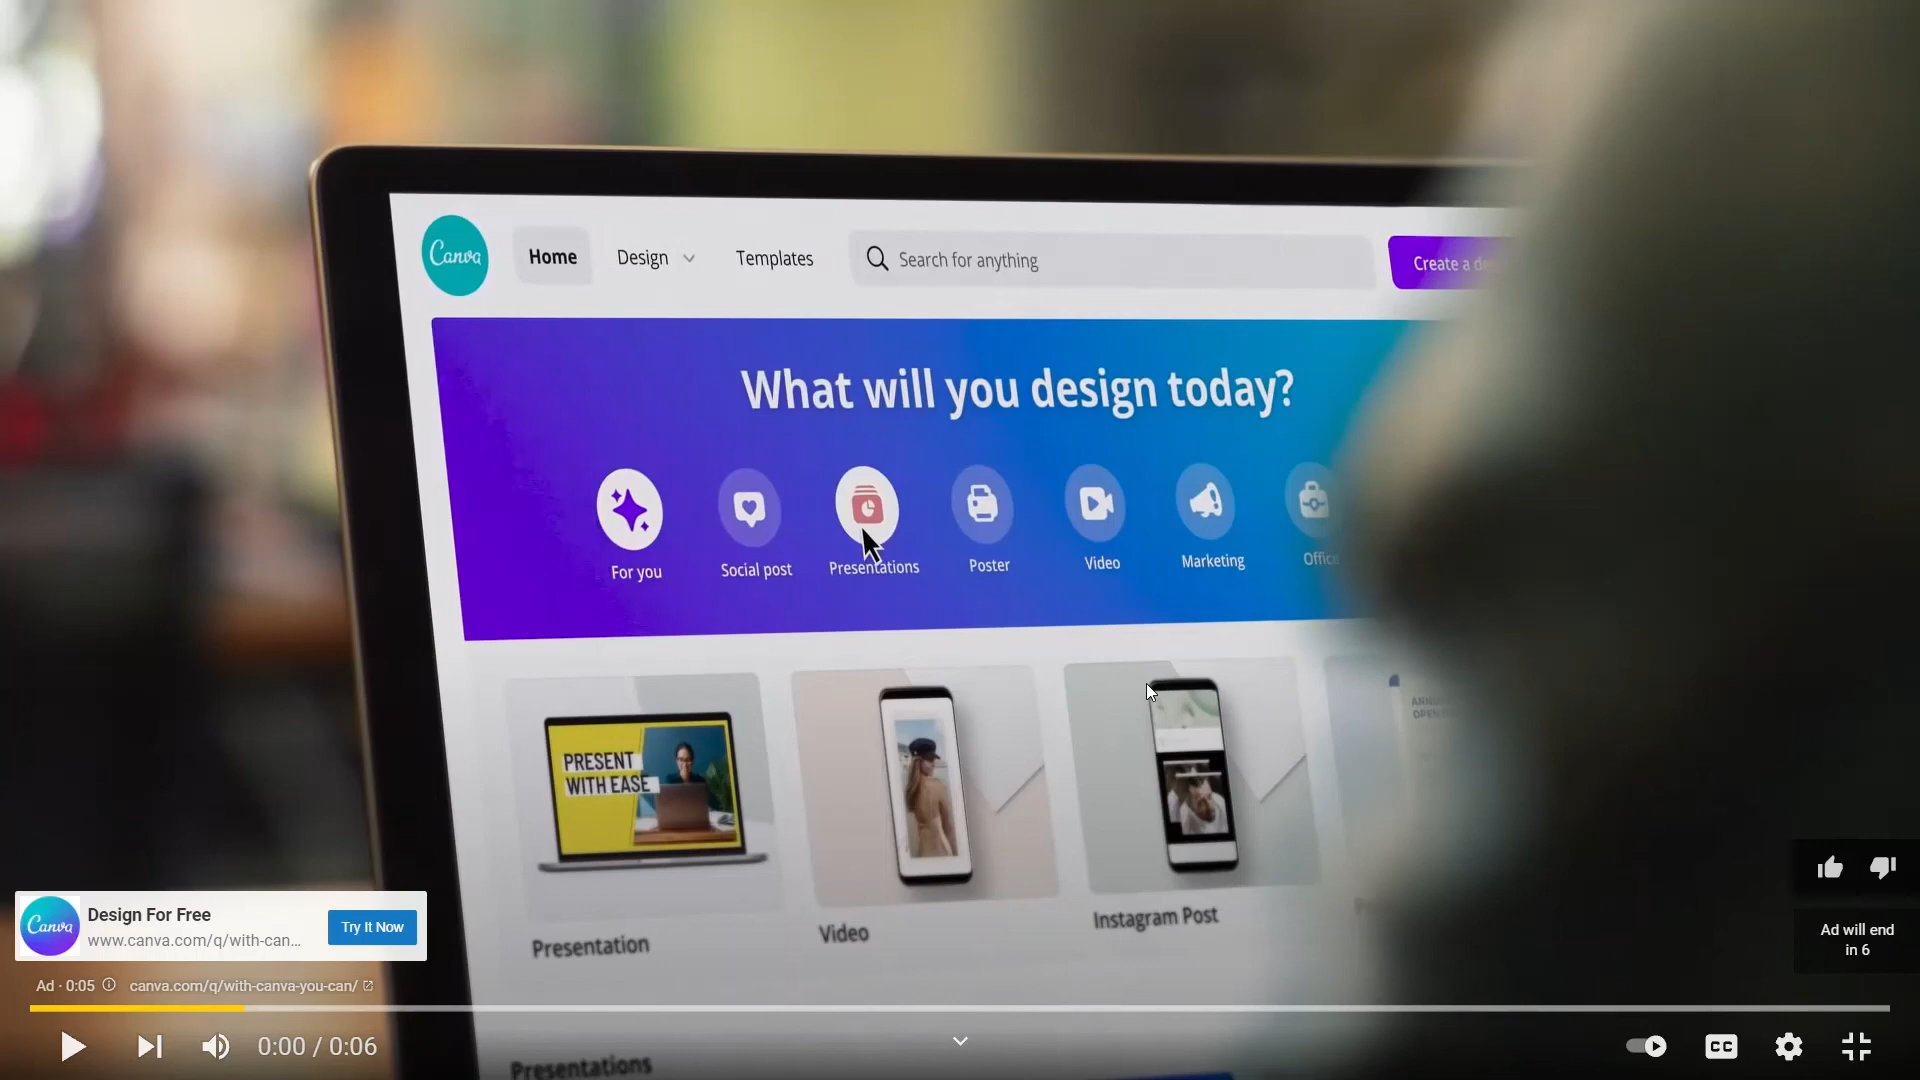 Canva
Home
Design
Templates
Search for anything
Create a
What will you design today?
For you
Social post
Presentations
Poster
Video
Marketing
Office
PRESENT
WITH EASE
Presentation
Video
Instagram Post
Presentations
Canva
Design For Free
www.canva.com/q/with-can...
Try It Now
Ad · 0:05
canva.com/q/with-canva-you-can/
0:00 / 0:06
CC
Ad will end
in 6